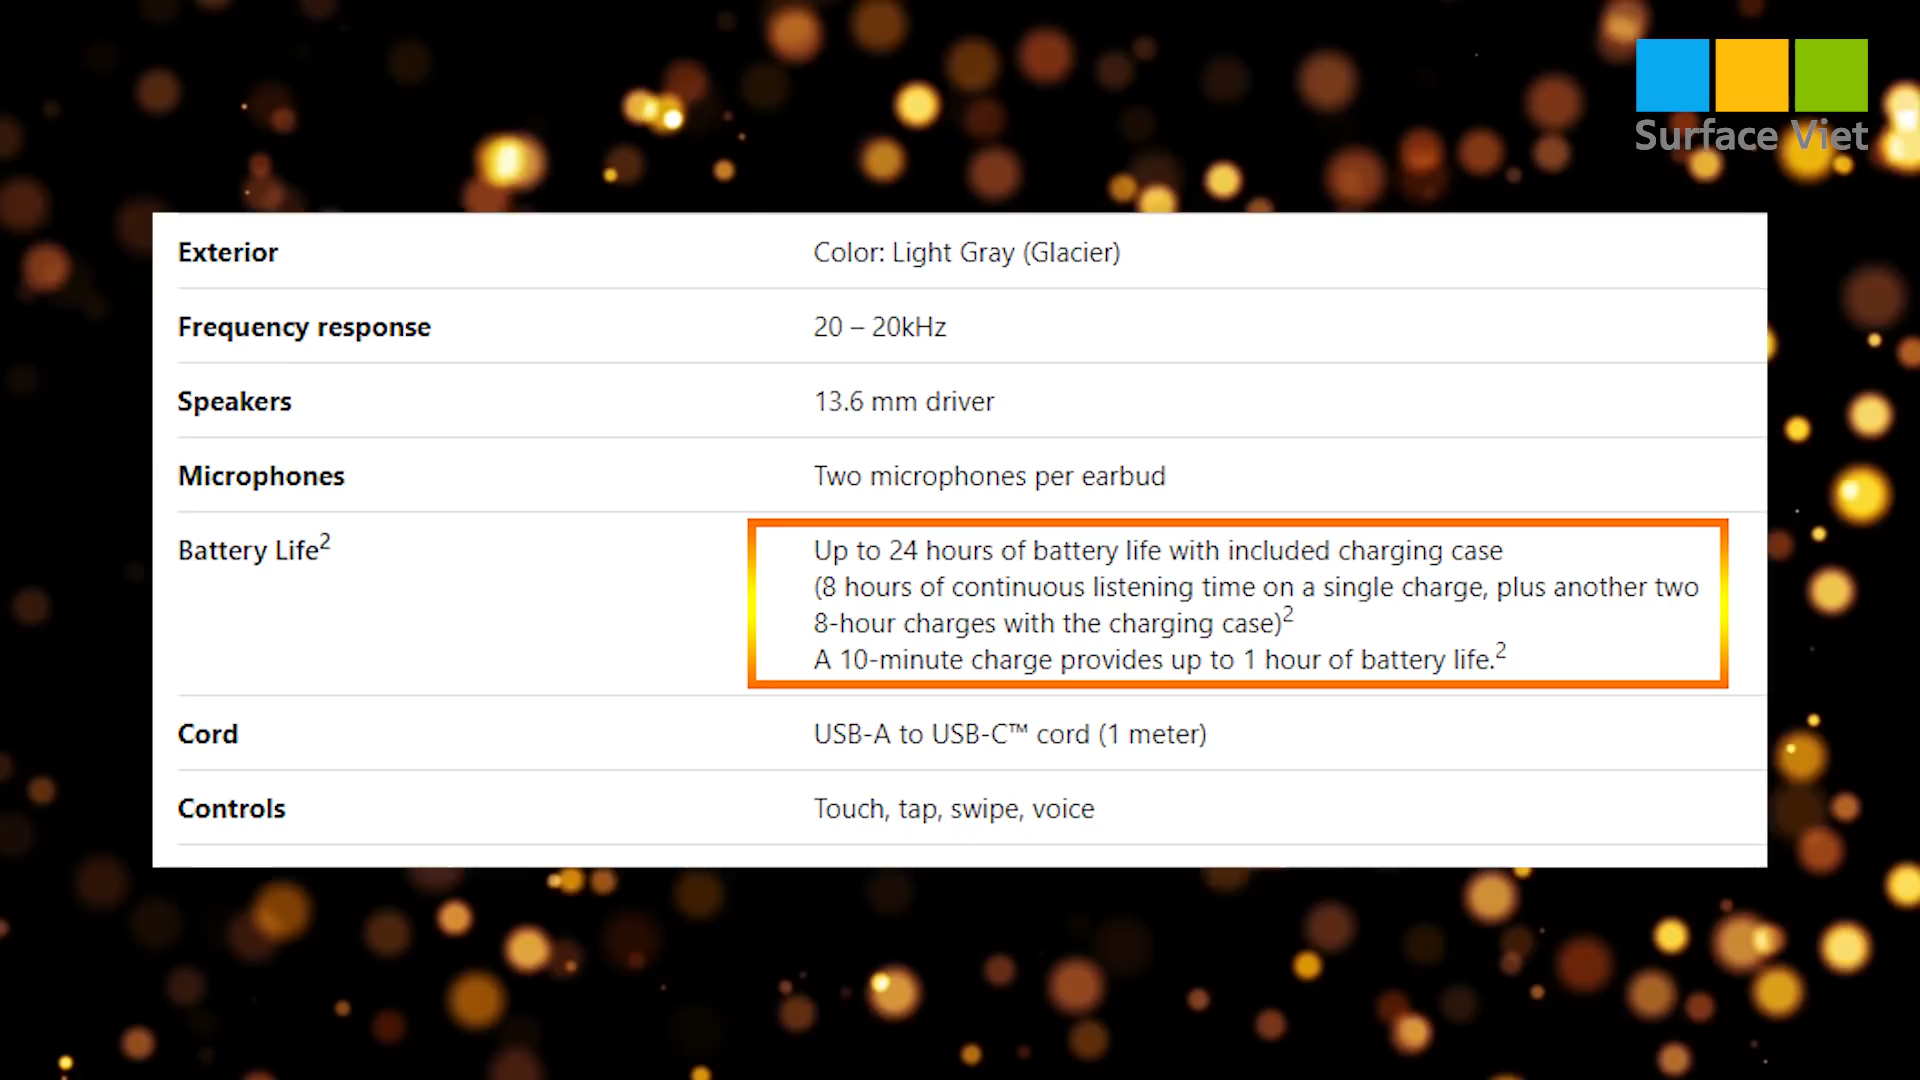 Surface Viet
Exterior Color: Light Gray (Glacier)
Frequency response 20 – 20kHz
Speakers 13.6 mm driver
Microphones Two microphones per earbud
Battery Life² Up to 24 hours of battery life with included charging case
(8 hours of continuous listening time on a single charge, plus another two
8-hour charges with the charging case)²
A 10-minute charge provides up to 1 hour of battery life.²
Cord USB-A to USB-C™ cord (1 meter)
Controls Touch, tap, swipe, voice